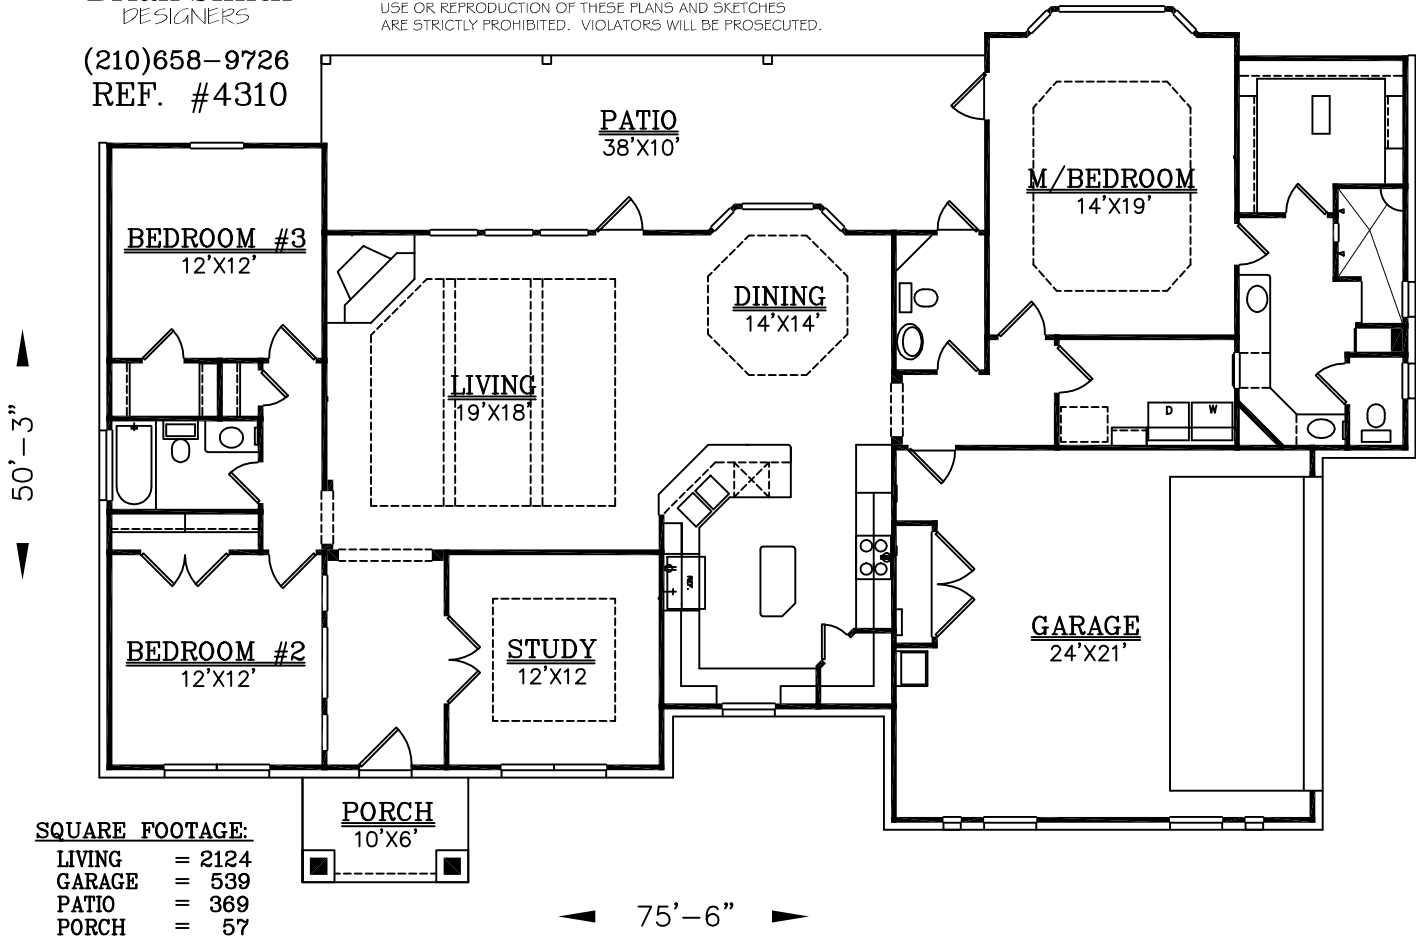 DESIGNERS
(210)658-9726
REF. #4310
USE OR REPRODUCTION OF THESE PLANS AND SKETCHES
ARE STRICTLY PROHIBITED. VIOLATORS WILL BE PROSECUTED.
PATIO
38'X10'
M/BEDROOM
14'X19'
BEDROOM #3
12'X12'
DINING
14'X14'
LIVING
19'X18'
D
W
50'-3"
REF.
BEDROOM #2
12'X12'
STUDY
12'X12
GARAGE
24'X21'
PORCH
10'X6'
SQUARE FOOTAGE:
LIVING = 2124
GARAGE = 539
PATIO = 369
PORCH = 57
75'-6"